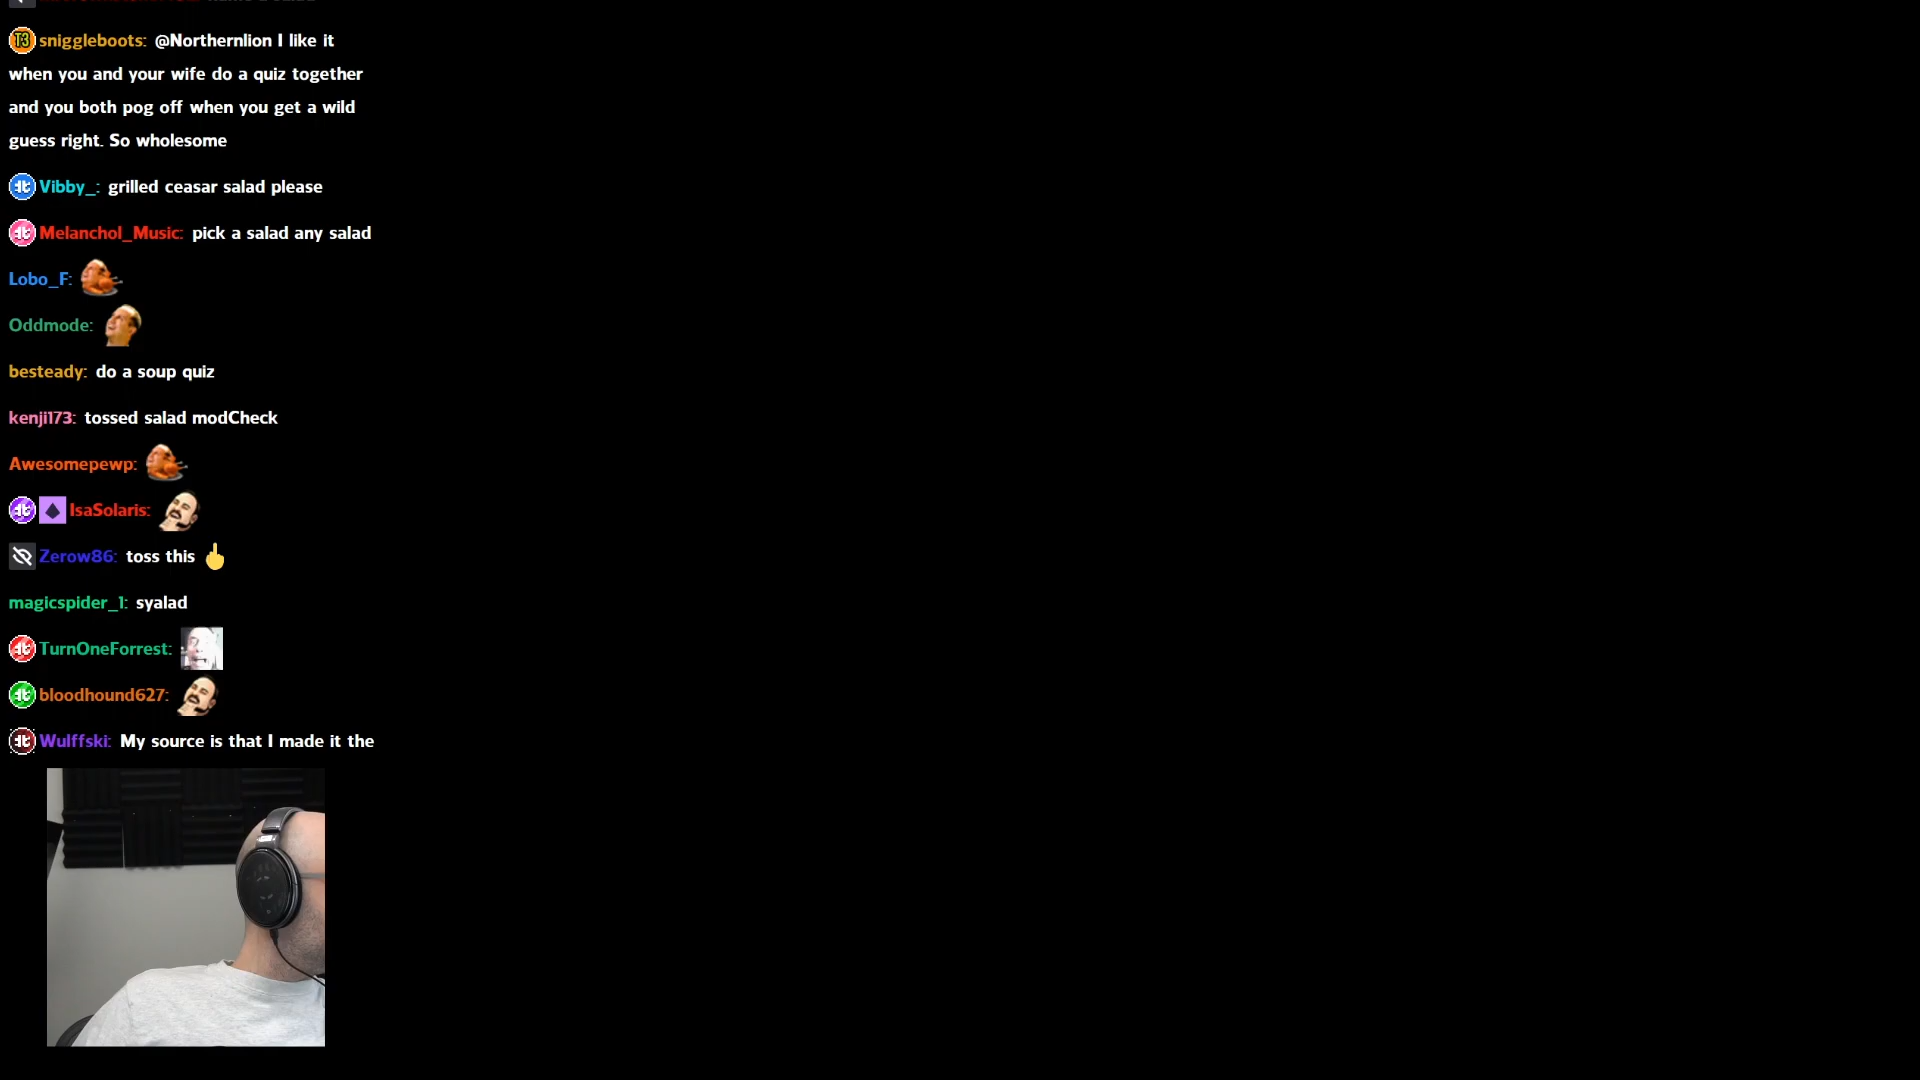 sniggleboots: @Northernlion I like it
when you and your wife do a quiz together
and you both pog off when you get a wild
guess right. So wholesome
Vibby_: grilled ceasar salad please
Melanchol_Music: pick a salad any salad
Lobo_F:
Oddmode:
besteady: do a soup quiz
kenji173: tossed salad modCheck
Awesomepewp:
IsaSolaris:
Zerow86: toss this
magicspider_1: syalad
TurnOneForrest:
bloodhound627:
Wulffski: My source is that I made it the